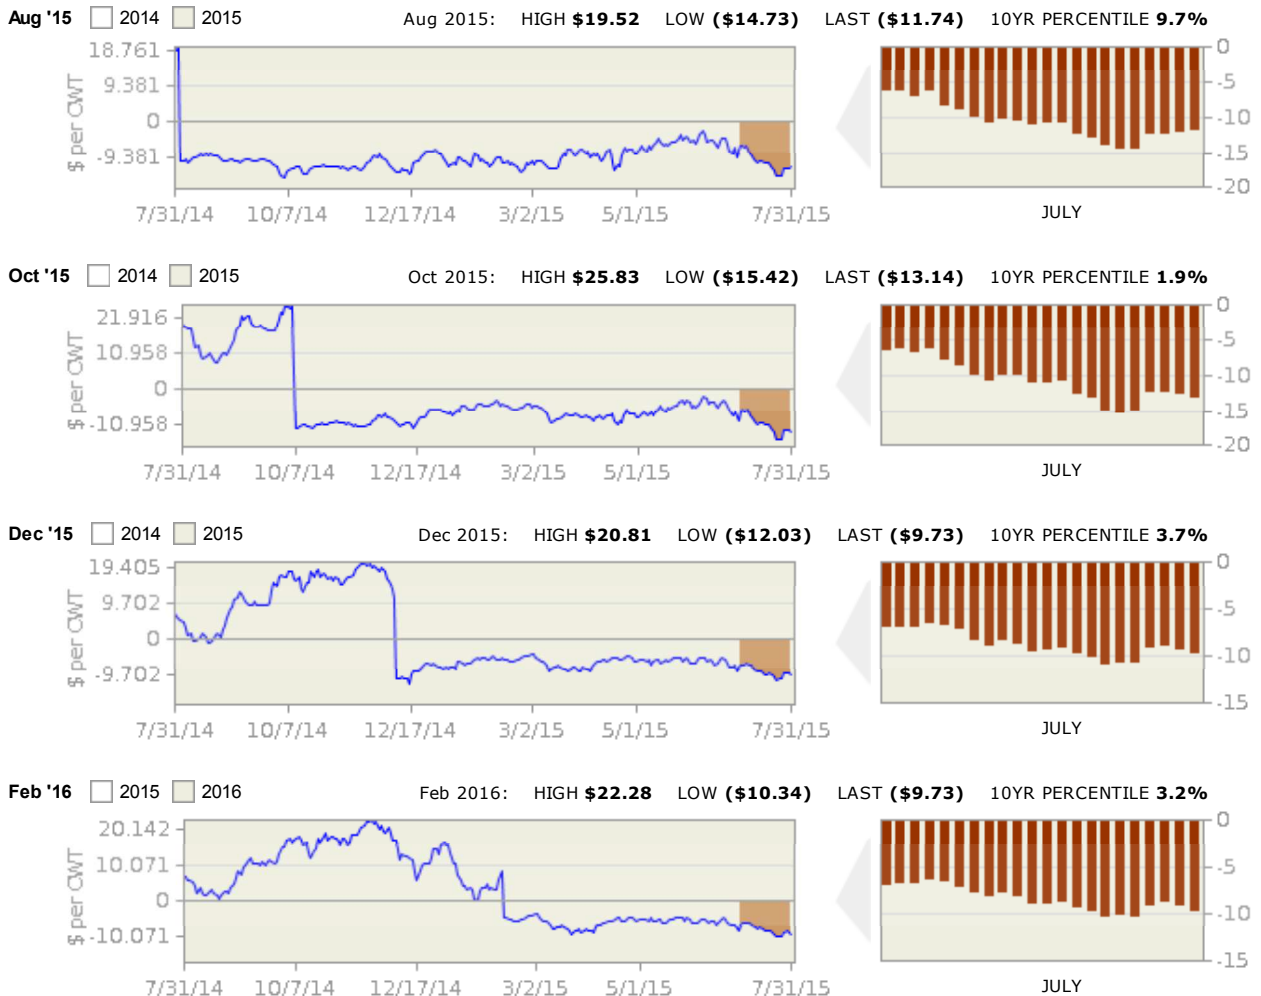 Aug '15 2014 2015 Aug 2015: HIGH $19.52 LOW ($14.73) LAST ($11.74) 10YR PERCENTILE 9.7%
18.761
9.381
0
-9.381
$ per CWT
7/31/14 10/7/14 12/17/14 3/2/15 5/1/15 7/31/15
0
-5
-10
-15
-20
JULY
Oct '15 2014 2015 Oct 2015: HIGH $25.83 LOW ($15.42) LAST ($13.14) 10YR PERCENTILE 1.9%
21.916
10.958
0
-10.958
$ per CWT
7/31/14 10/7/14 12/17/14 3/2/15 5/1/15 7/31/15
0
-5
-10
-15
-20
JULY
Dec '15 2014 2015 Dec 2015: HIGH $20.81 LOW ($12.03) LAST ($9.73) 10YR PERCENTILE 3.7%
19.405
9.702
0
-9.702
$ per CWT
7/31/14 10/7/14 12/17/14 3/2/15 5/1/15 7/31/15
0
-5
-10
-15
JULY
Feb '16 2015 2016 Feb 2016: HIGH $22.28 LOW ($10.34) LAST ($9.73) 10YR PERCENTILE 3.2%
20.142
10.071
0
-10.071
$ per CWT
7/31/14 10/7/14 12/17/14 3/2/15 5/1/15 7/31/15
0
-5
-10
-15
JULY